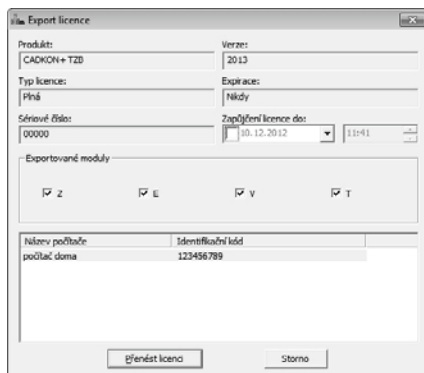 Export licence
Produkt: Verze:
CADKON+ TZB 2013
Typ licence: Expirace:
Plná Nikdy
Sériové číslo: Zapůjčení licence do:
00000 10.12.2012 11:41
Exportované moduly
Z E V T
Název počítače Identifikační kód
počítač doma 123456789
Přenést licenci Storno